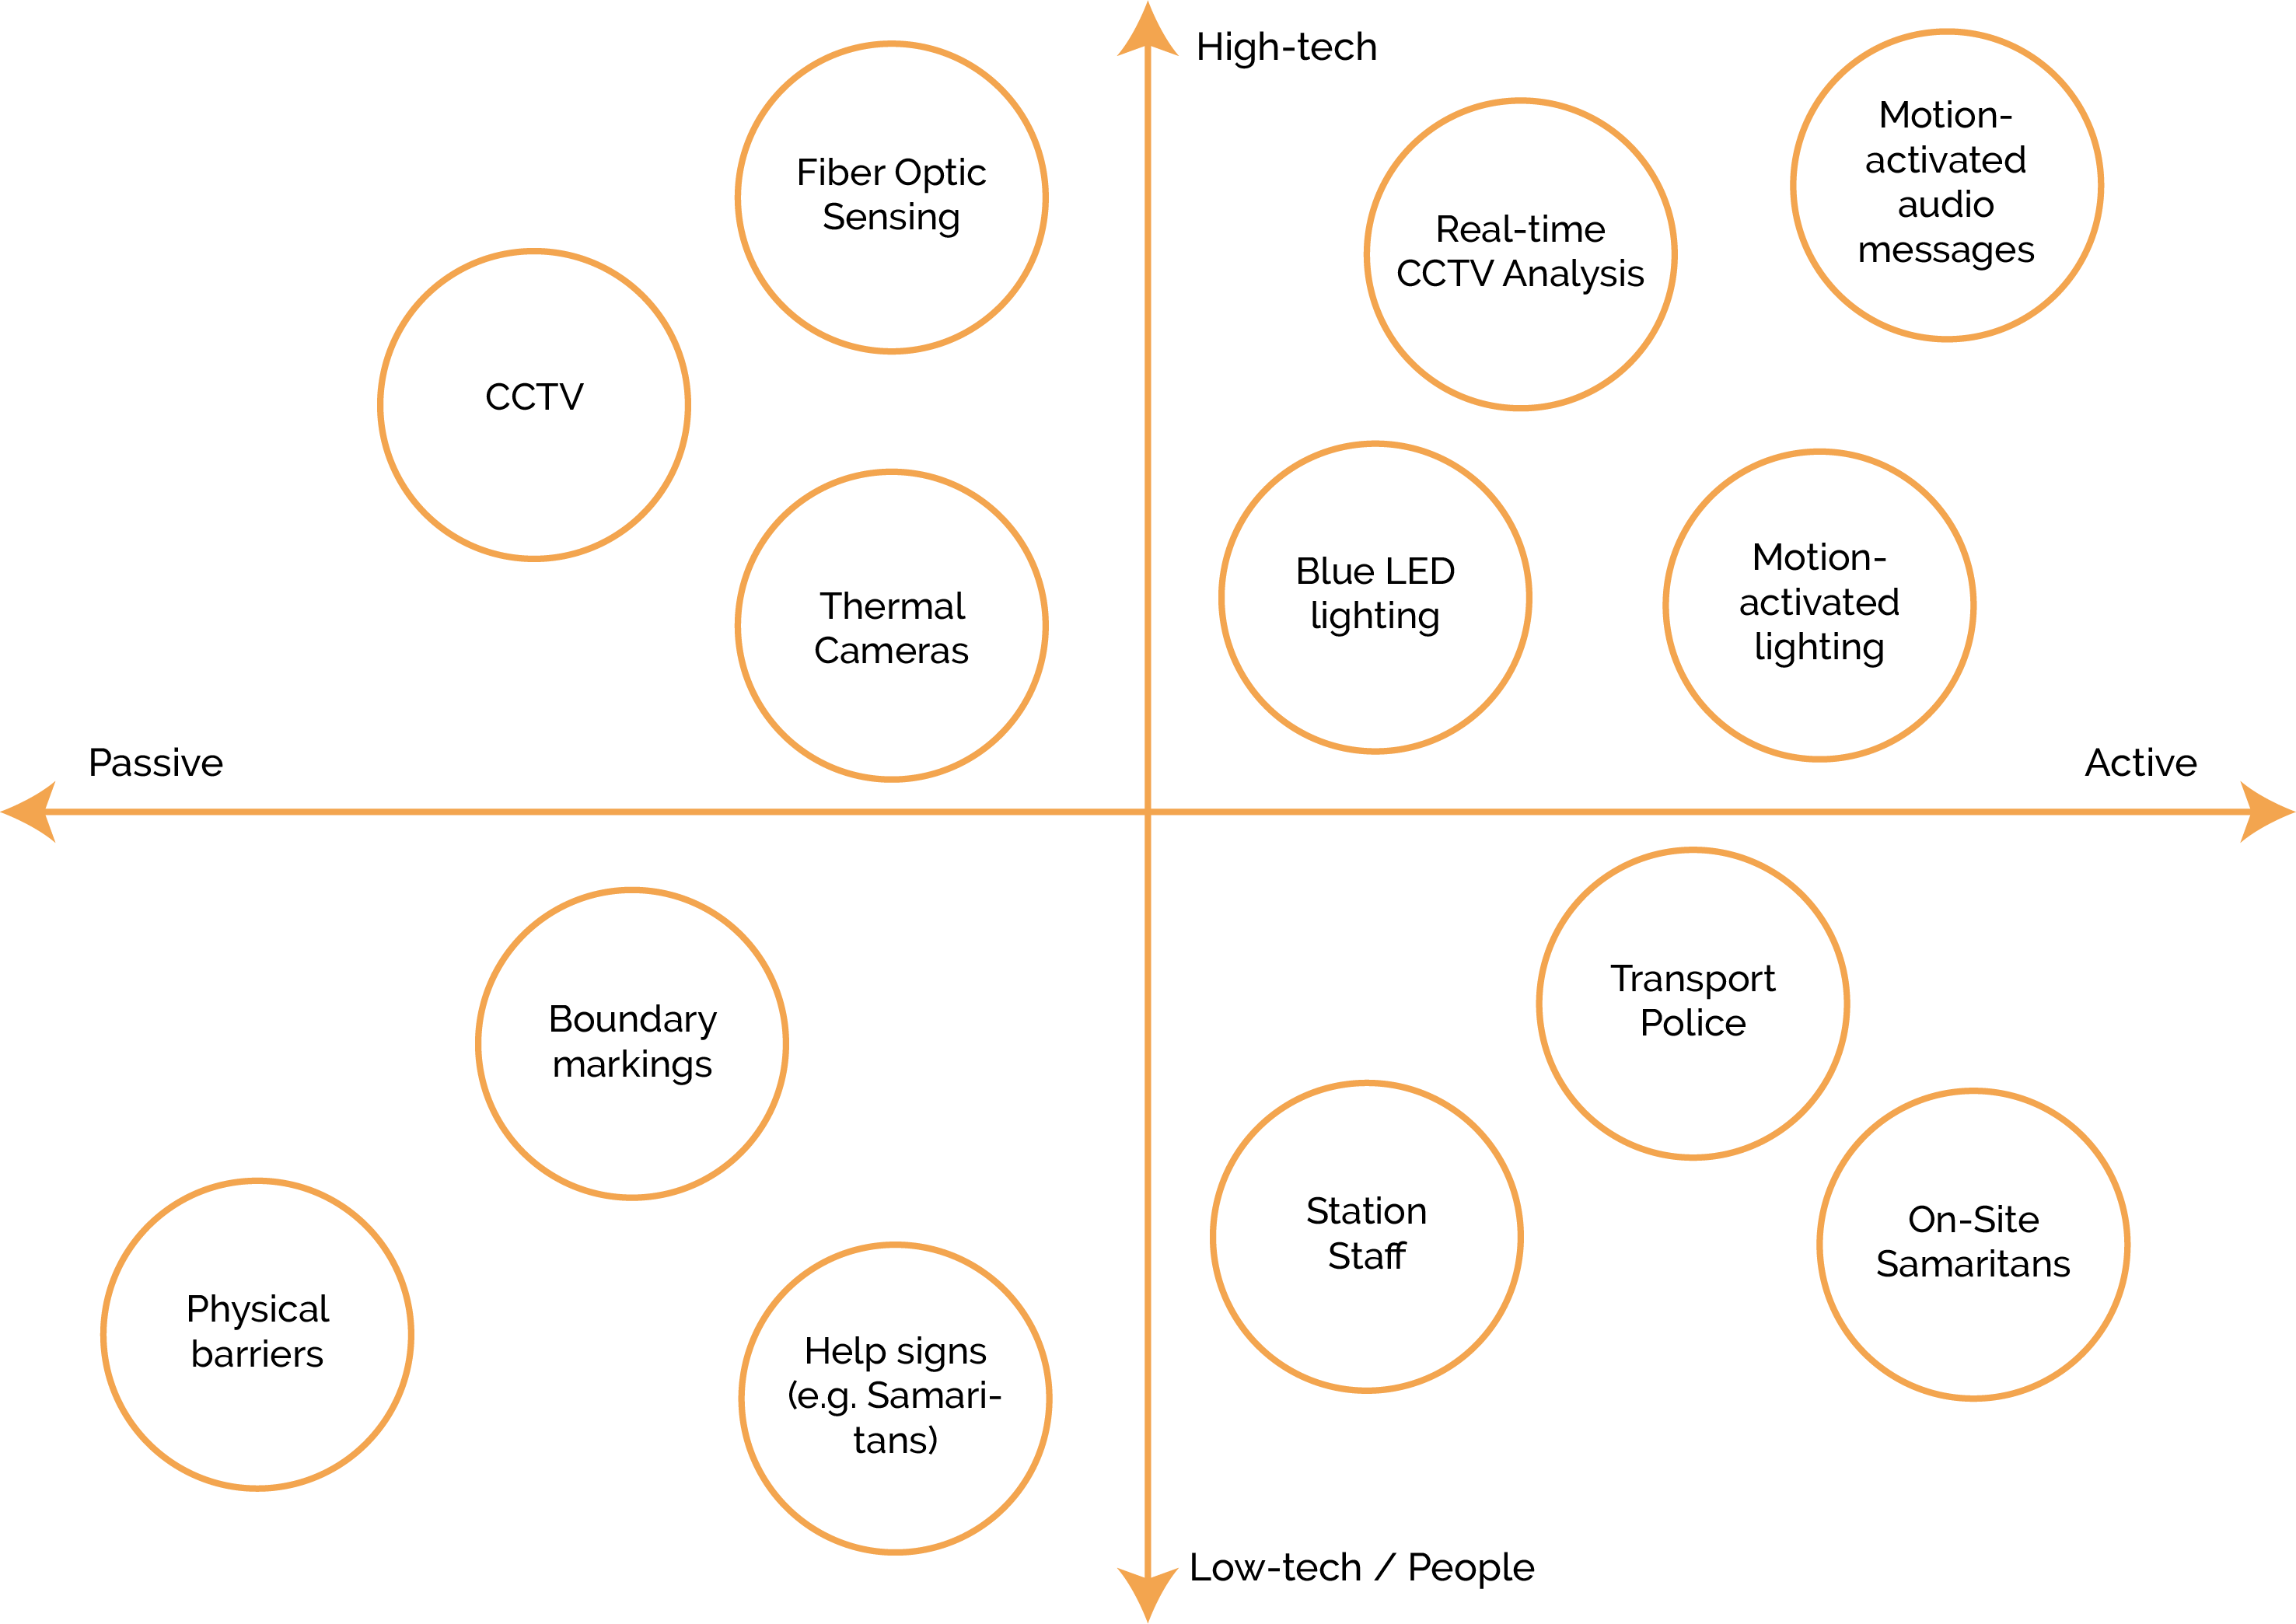 High-tech
Fiber Optic
Sensing
CCTV
Thermal
Cameras
Real-time
CCTV Analysis
Motion-
activated
audio
messages
Blue LED
lighting
Motion-
activated
lighting
Passive
Active
Boundary
markings
Physical
barriers
Help signs
(e.g. Samari-
tans)
Transport
Police
Station
Staff
On-Site
Samaritans
Low-tech / People